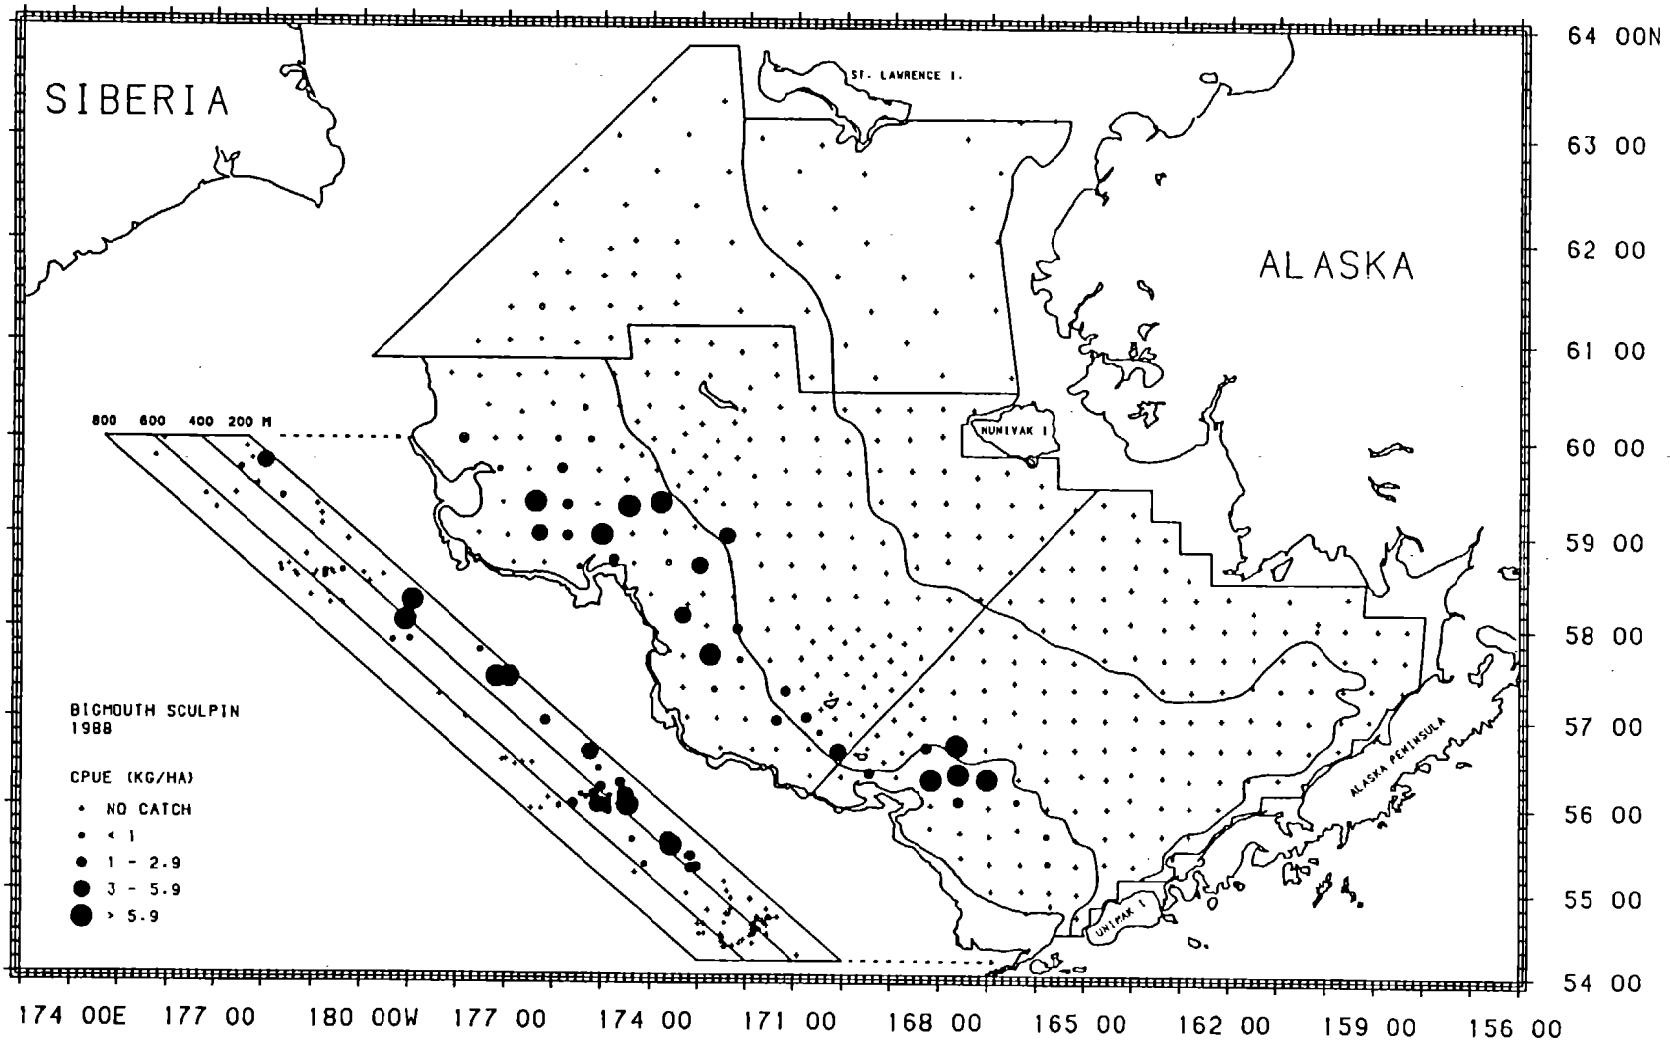 64 00N
ST. LAWRENCE I.
SIBERIA
63 00
62 00
ALASKA
61 00
800 600 400 200 M
NUNIVAK I
60 00
59 00
58 00
BIGMOUTH SCULPIN
1988
57 00
ALASKA PENINSULA
CPUE (KG/HA)
NO CATCH
< 1
56 00
1 - 2.9
3 - 5.9
55 00
> 5.9
UNIMAK I
54 00
174 00E 177 00 180 00W 177 00 174 00 171 00 168 00 165 00 162 00 159 00 156 00